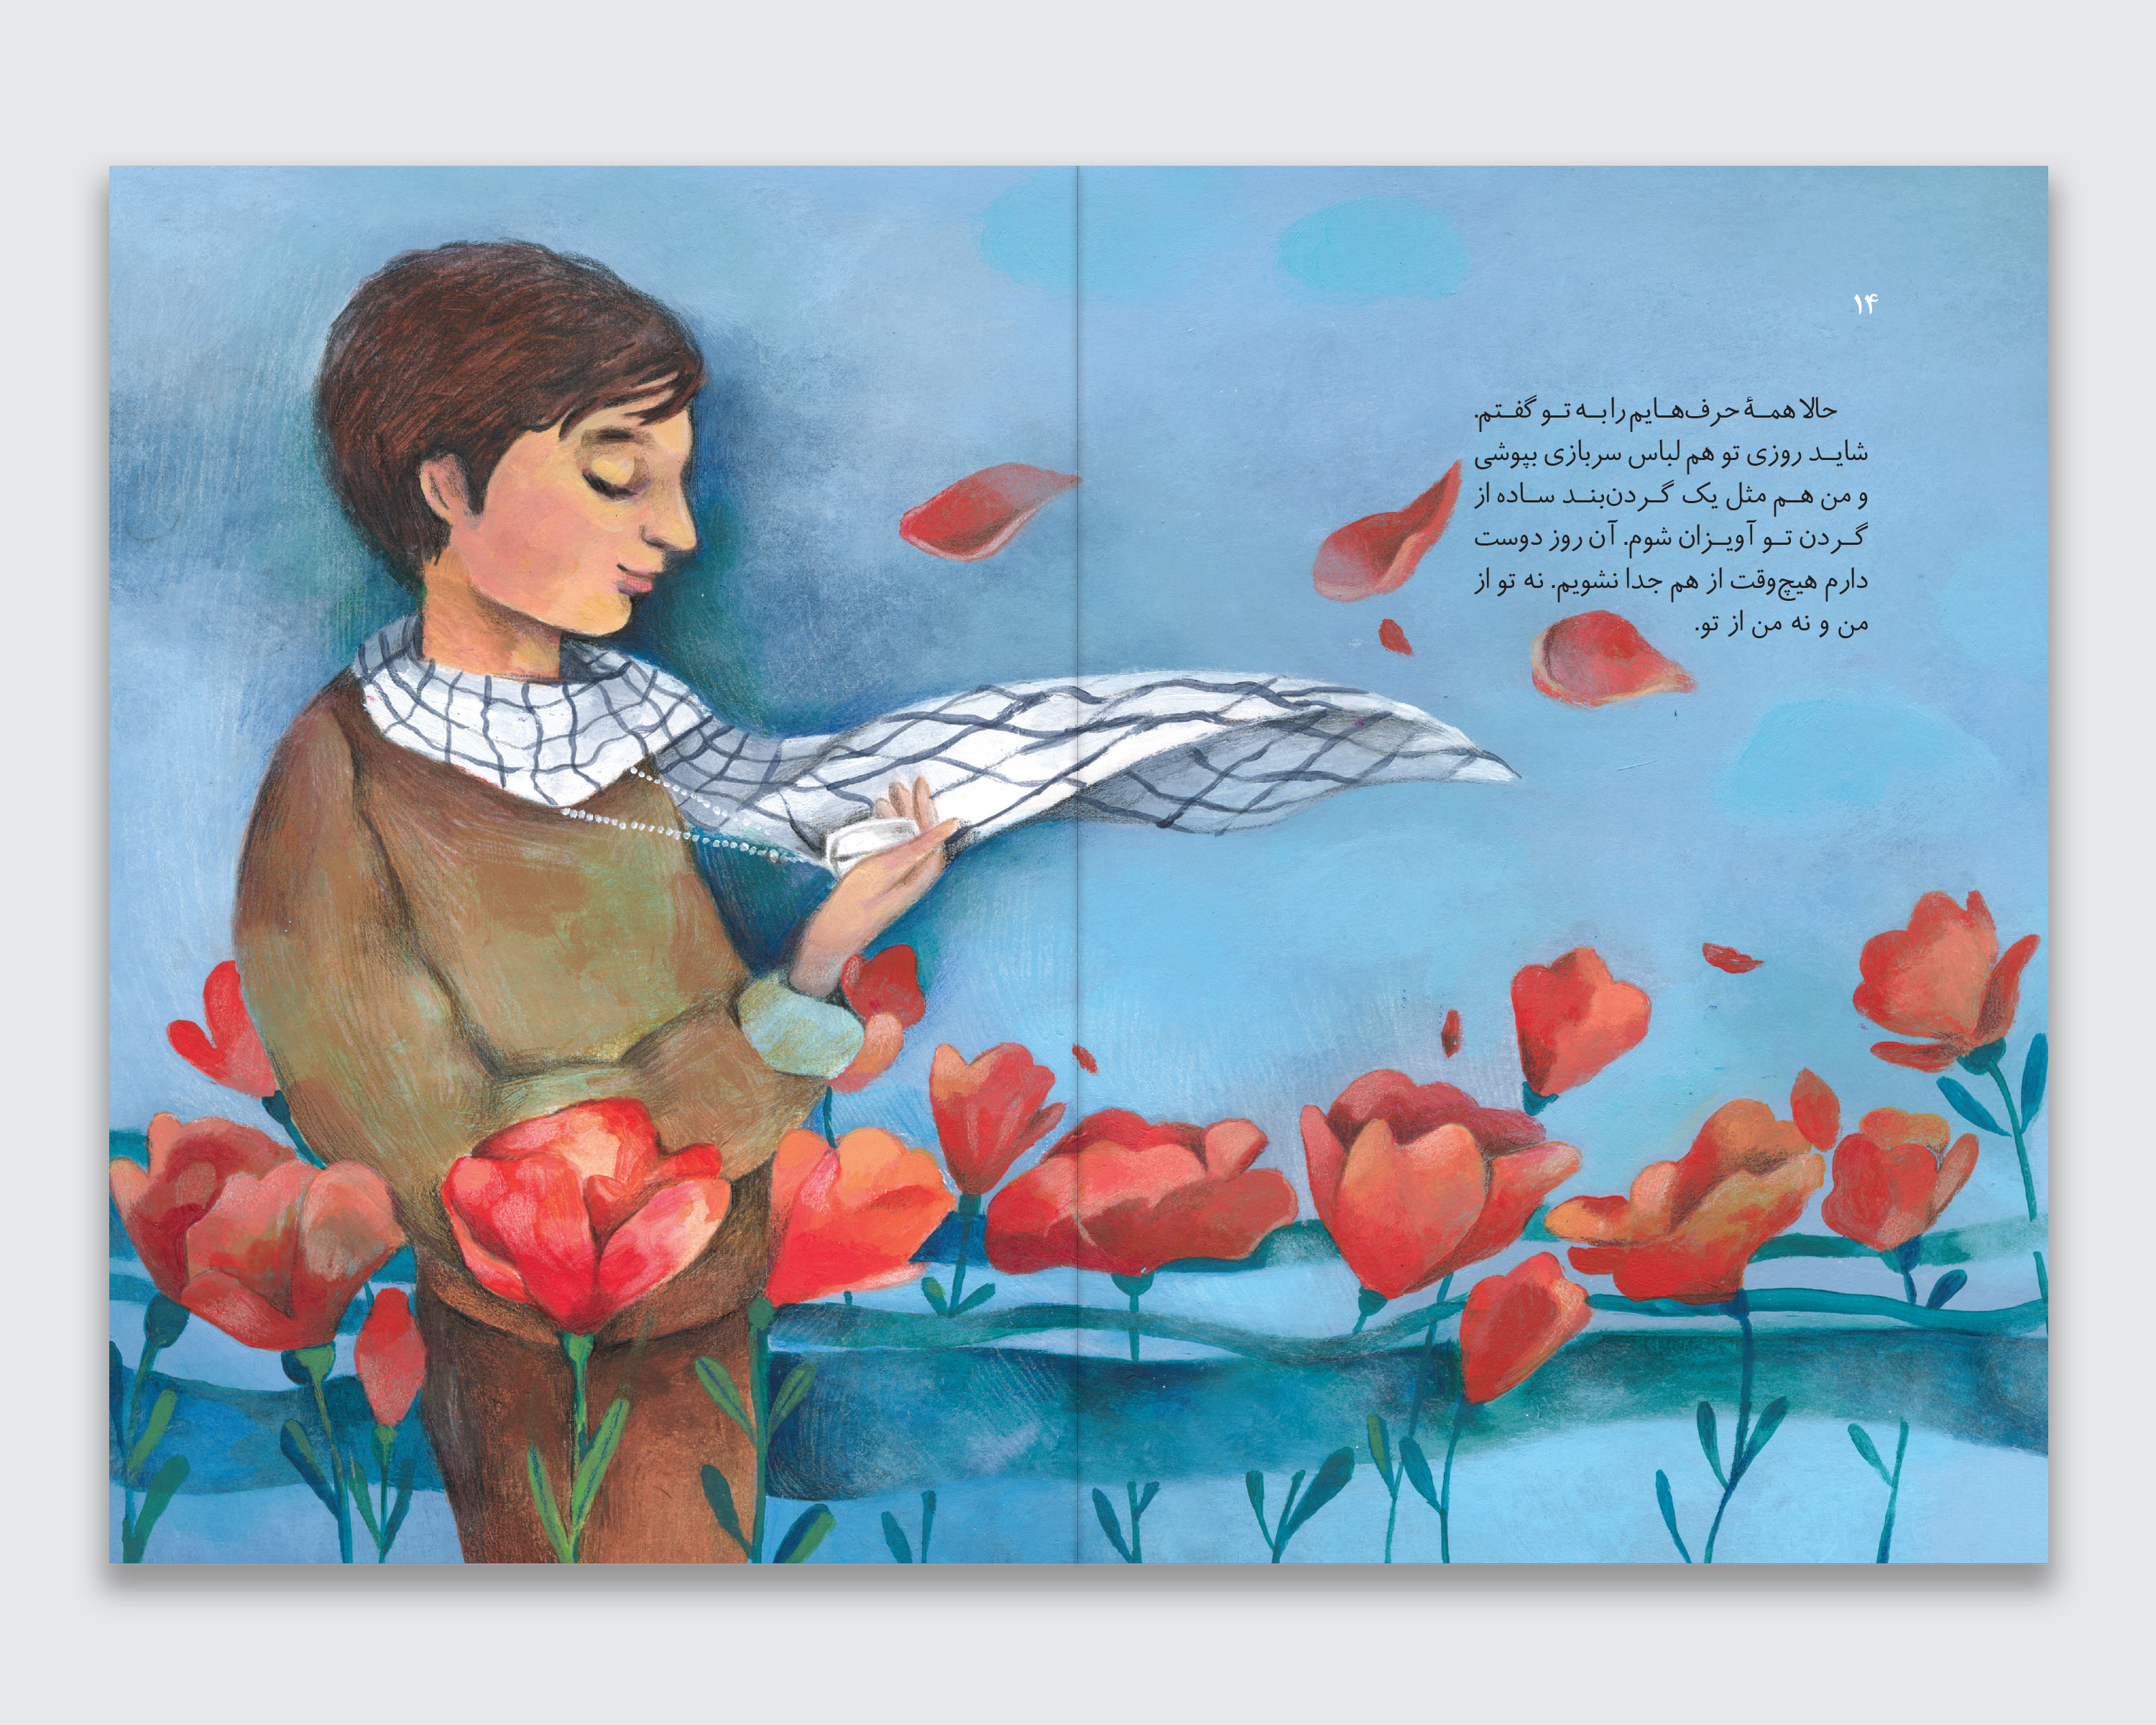 ۱۴
حالا همهٔ حرف‌هایم را به تو گفتم.
شاید روزی تو هم لباس سربازی بپوشی
و من هم مثل یک گردن‌بند ساده از
گردن تو آویزان شوم. آن روز دوست
دارم هیچ‌وقت از هم جدا نشویم. نه تو از
من و نه من از تو.